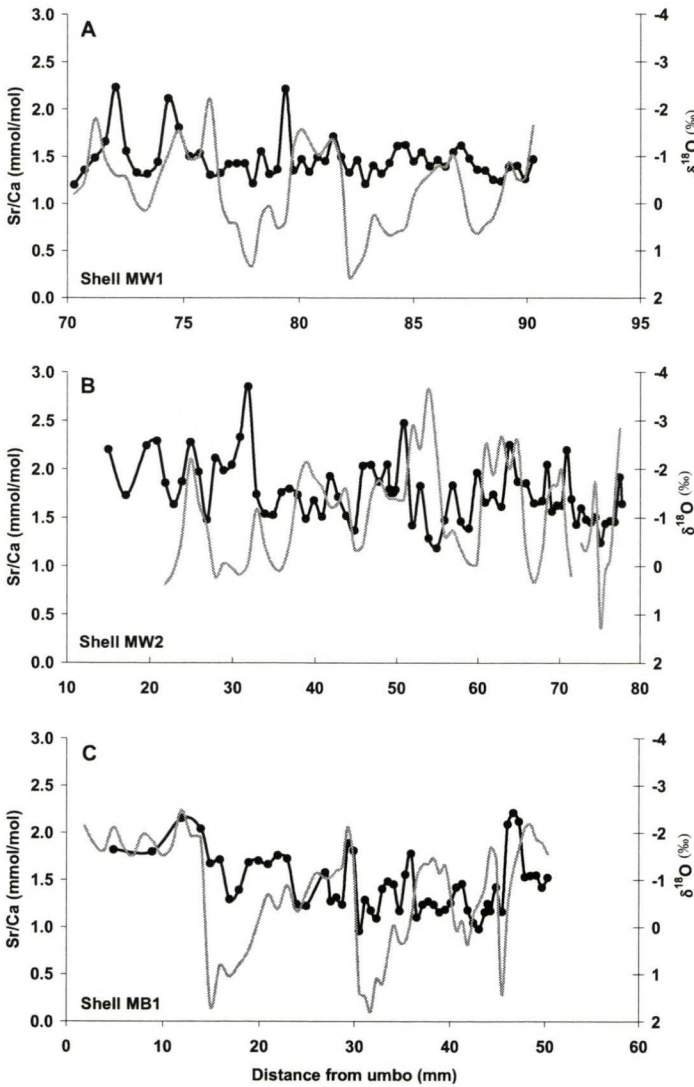 A
3.0
2.5
2.0
1.5
1.0
0.5
0.0
Sr/Ca (mmol/mol)
-4
-3
-2
-1
0
1
2
δ18O (‰)
Shell MW1
70 75 80 85 90 95
B
3.0
2.5
2.0
1.5
1.0
0.5
0.0
Sr/Ca (mmol/mol)
-4
-3
-2
-1
0
1
2
δ18O (‰)
Shell MW2
10 20 30 40 50 60 70 80
C
3.0
2.5
2.0
1.5
1.0
0.5
0.0
Sr/Ca (mmol/mol)
-4
-3
-2
-1
0
1
2
δ18O (‰)
Shell MB1
0 10 20 30 40 50 60
Distance from umbo (mm)